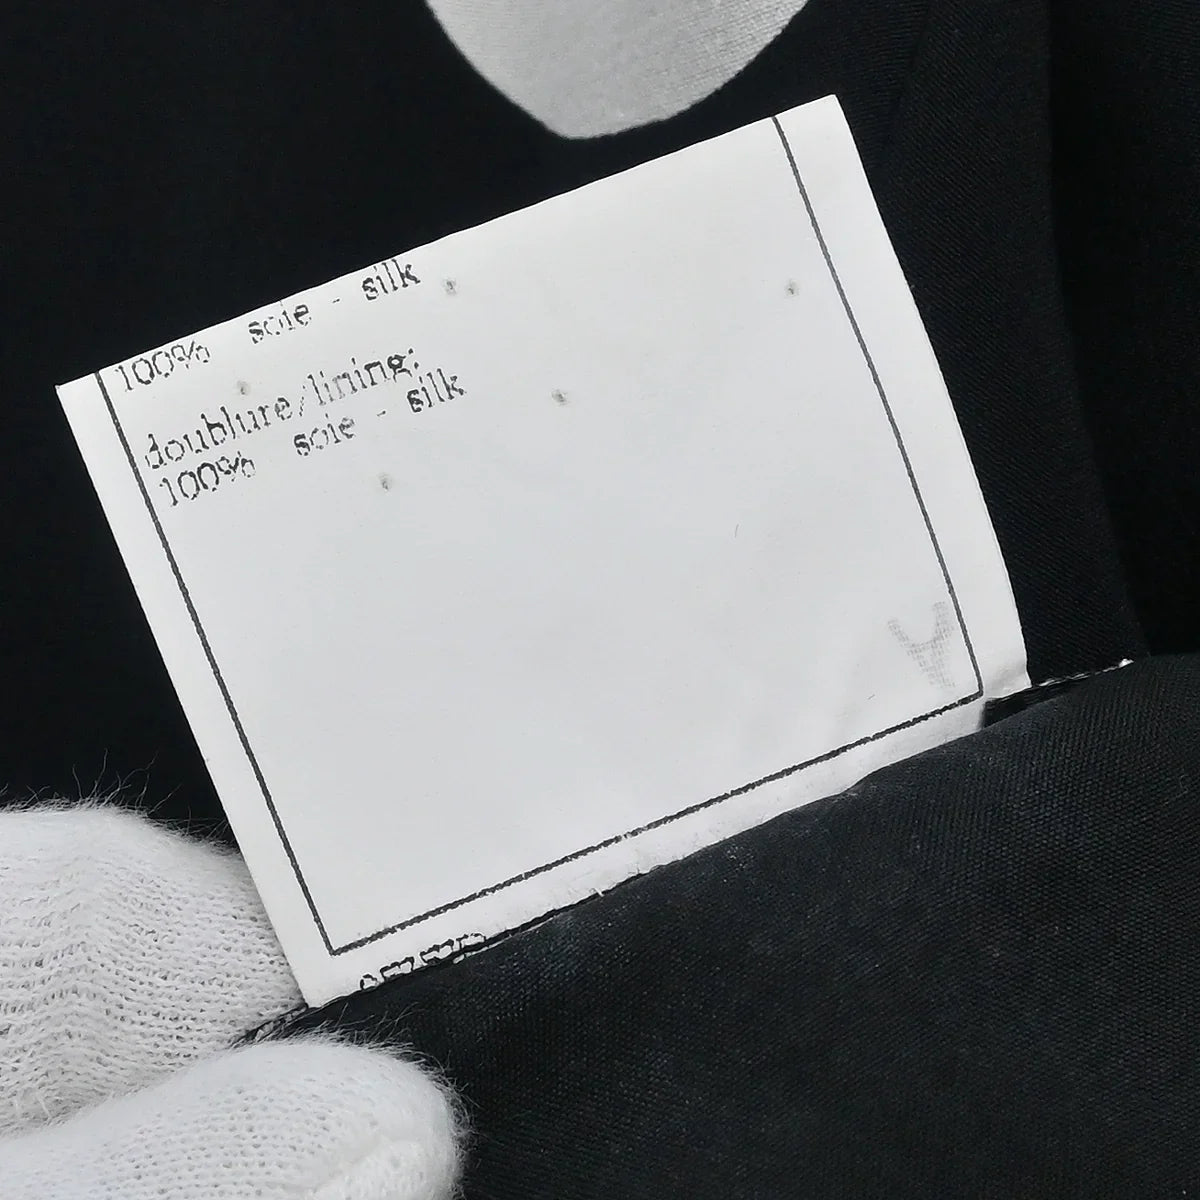 100% soie - silk
doublure/lining:
100% soie - silk
A